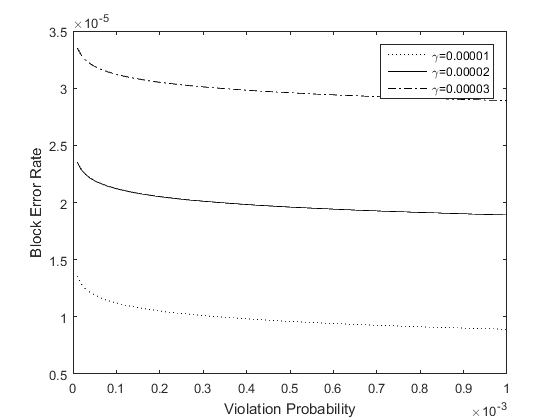 ×10⁻⁵
3.5
3
2.5
2
1.5
1
0.5
Block Error Rate
γ=0.00001
γ=0.00002
γ=0.00003
0 0.1 0.2 0.3 0.4 0.5 0.6 0.7 0.8 0.9 1
Violation Probability
×10⁻³